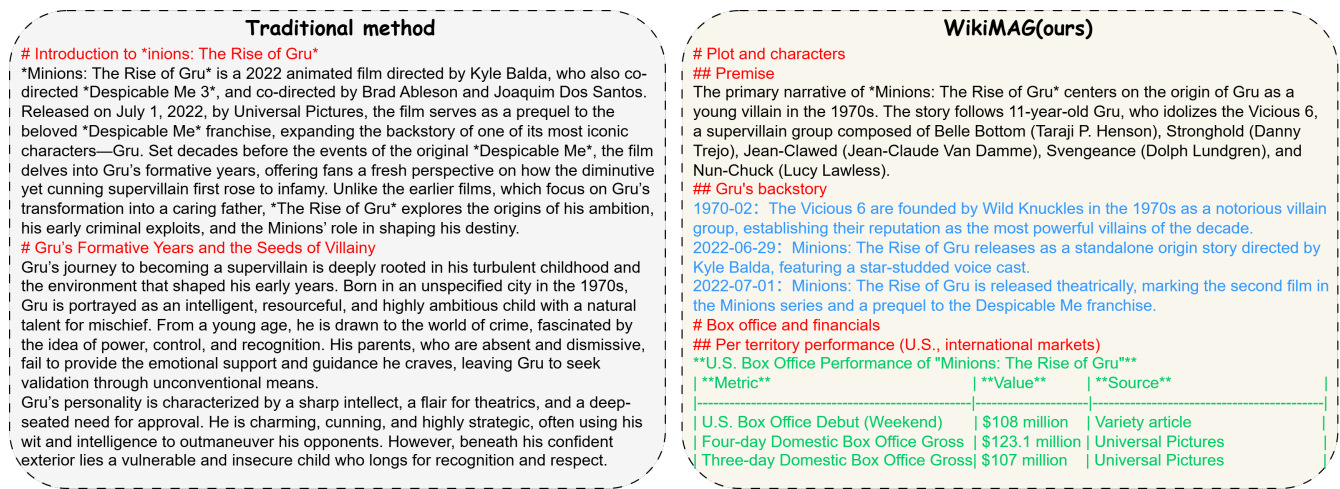 Traditional method
# Introduction to *inions: The Rise of Gru*
*Minions: The Rise of Gru* is a 2022 animated film directed by Kyle Balda, who also co-
directed *Despicable Me 3*, and co-directed by Brad Ableson and Joaquim Dos Santos.
Released on July 1, 2022, by Universal Pictures, the film serves as a prequel to the
beloved *Despicable Me* franchise, expanding the backstory of one of its most iconic
characters—Gru. Set decades before the events of the original *Despicable Me*, the film
delves into Gru's formative years, offering fans a fresh perspective on how the diminutive
yet cunning supervillain first rose to infamy. Unlike the earlier films, which focus on Gru's
transformation into a caring father, *The Rise of Gru* explores the origins of his ambition,
his early criminal exploits, and the Minions' role in shaping his destiny.
# Gru's Formative Years and the Seeds of Villainy
Gru's journey to becoming a supervillain is deeply rooted in his turbulent childhood and
the environment that shaped his early years. Born in an unspecified city in the 1970s,
Gru is portrayed as an intelligent, resourceful, and highly ambitious child with a natural
talent for mischief. From a young age, he is drawn to the world of crime, fascinated by
the idea of power, control, and recognition. His parents, who are absent and dismissive,
fail to provide the emotional support and guidance he craves, leaving Gru to seek
validation through unconventional means.
Gru's personality is characterized by a sharp intellect, a flair for theatrics, and a deep-
seated need for approval. He is charming, cunning, and highly strategic, often using his
wit and intelligence to outmaneuver his opponents. However, beneath his confident
exterior lies a vulnerable and insecure child who longs for recognition and respect.
WikiMAG(ours)
# Plot and characters
## Premise
The primary narrative of *Minions: The Rise of Gru* centers on the origin of Gru as a
young villain in the 1970s. The story follows 11-year-old Gru, who idolizes the Vicious 6,
a supervillain group composed of Belle Bottom (Taraji P. Henson), Stronghold (Danny
Trejo), Jean-Clawed (Jean-Claude Van Damme), Svengeance (Dolph Lundgren), and
Nun-Chuck (Lucy Lawless).
## Gru's backstory
1970-02：The Vicious 6 are founded by Wild Knuckles in the 1970s as a notorious villain
group, establishing their reputation as the most powerful villains of the decade.
2022-06-29：Minions: The Rise of Gru releases as a standalone origin story directed by
Kyle Balda, featuring a star-studded voice cast.
2022-07-01：Minions: The Rise of Gru is released theatrically, marking the second film in
the Minions series and a prequel to the Despicable Me franchise.
# Box office and financials
## Per territory performance (U.S., international markets)
**U.S. Box Office Performance of "Minions: The Rise of Gru"**
| **Metric** | **Value** | **Source** |
|---|---|---|
| U.S. Box Office Debut (Weekend) | $108 million | Variety article |
| Four-day Domestic Box Office Gross | $123.1 million | Universal Pictures |
| Three-day Domestic Box Office Gross | $107 million | Universal Pictures |